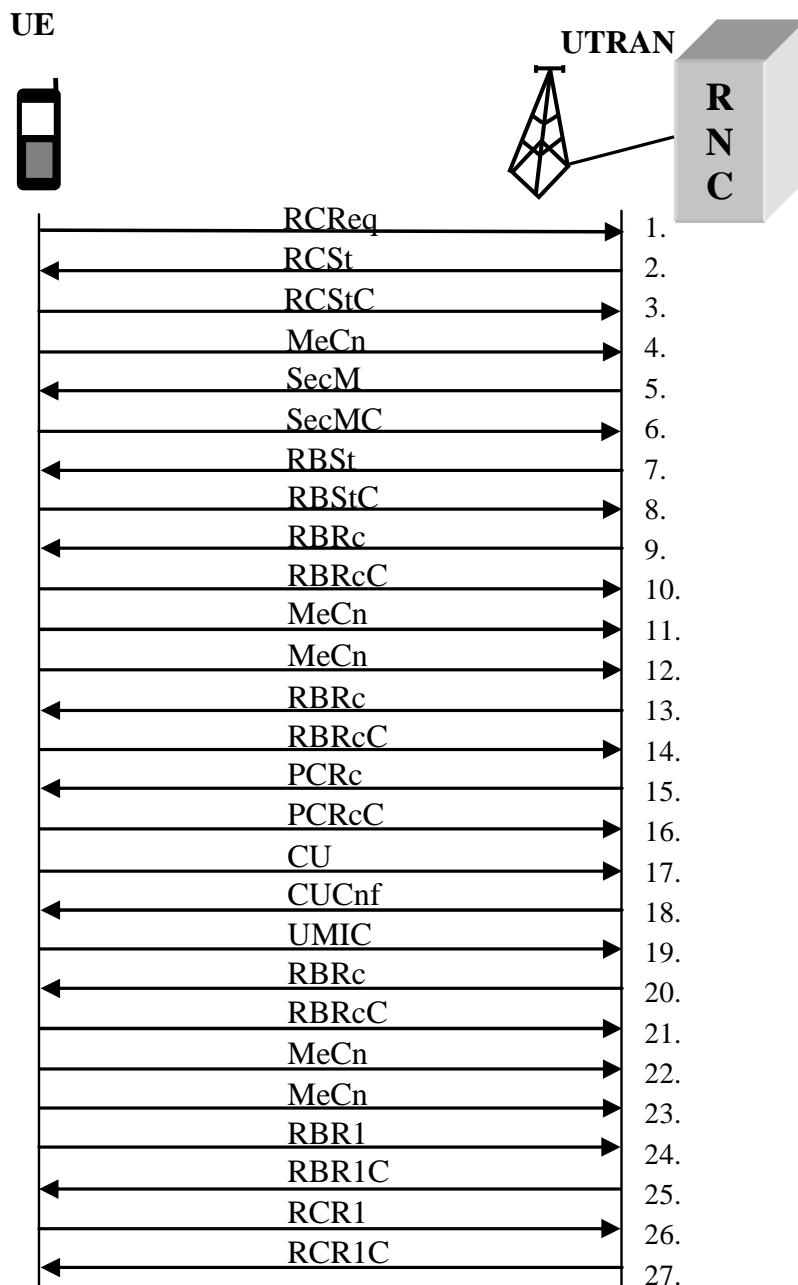 UE
UTRAN
R
N
C
RCReq 1.
RCSt 2.
RCStC 3.
MeCn 4.
SecM 5.
SecMC 6.
RBSt 7.
RBStC 8.
RBRc 9.
RBRcC 10.
MeCn 11.
MeCn 12.
RBRc 13.
RBRcC 14.
PCRc 15.
PCRcC 16.
CU 17.
CUCnf 18.
UMIC 19.
RBRc 20.
RBRcC 21.
MeCn 22.
MeCn 23.
RBR1 24.
RBR1C 25.
RCR1 26.
RCR1C 27.